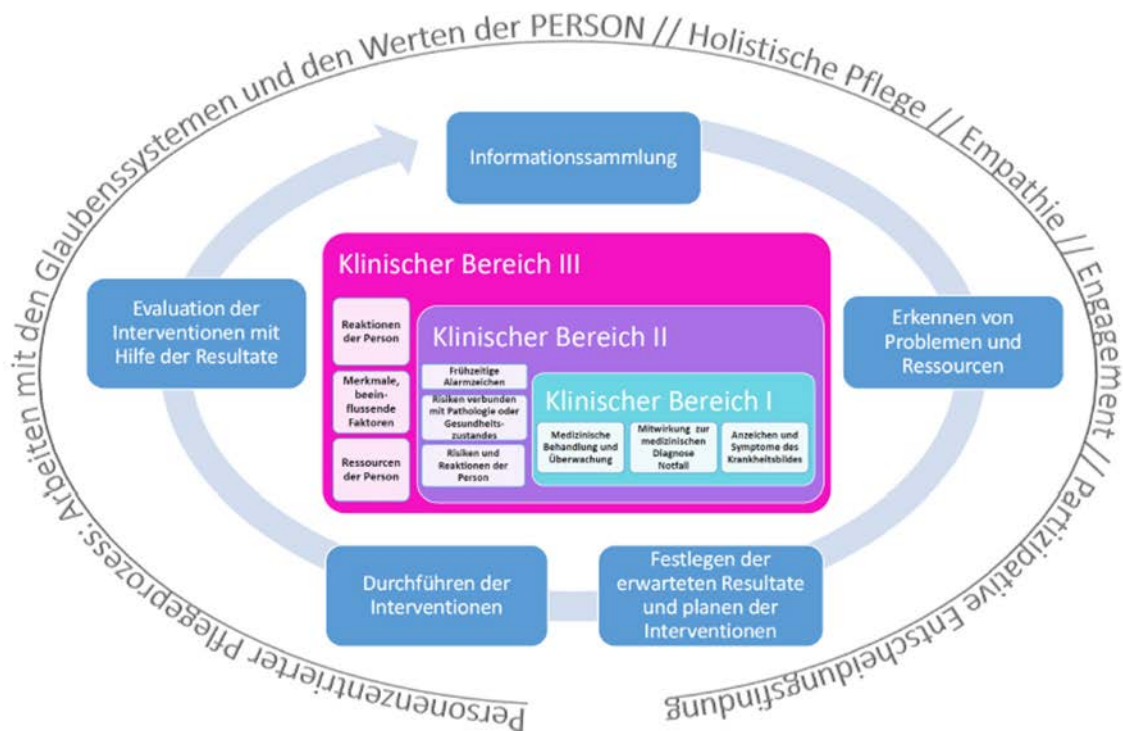 Personenzentrierter Pflegeprozess: Arbeiten mit den Glaubenssystemen und den Werten der PERSON // Holistische Pflege // Empathie // Engagement // Partizipative Entscheidungsfindung
Informationssammlung
Erkennen von
Problemen und
Ressourcen
Festlegen der
erwarteten Resultate
und planen der
Interventionen
Durchführen der
Interventionen
Evaluation der
Interventionen mit
Hilfe der Resultate
Klinischer Bereich III
Reaktionen
der Person
Merkmale,
beein-
flussende
Faktoren
Ressourcen
der Person
Klinischer Bereich II
Frühzeitige
Alarmzeichen
Risiken verbunden
mit Pathologie oder
Gesundheits-
zustandes
Risiken und
Reaktionen der
Person
Klinischer Bereich I
Medizinische
Behandlung und
Überwachung
Mitwirkung zur
medizinischen
Diagnose
Notfall
Anzeichen und
Symptome des
Krankheitsbildes